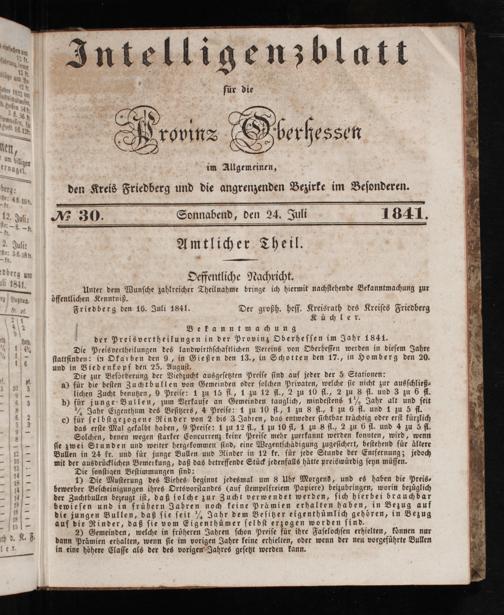 Intelligenzblatt
für die
Provinz Oberhessen
im Allgemeinen,
den Kreis Friedberg und die angrenzenden Bezirke im Besonderen.
№ 30. Sonnabend, den 24. Juli 1841.
Amtlicher Theil.
Oeffentliche Nachricht.
Unter dem Wunsche zahlreicher Theilnahme bringe ich hiermit nachstehende Bekanntmachung zur
öffentlichen Kenntniß.
Friedberg den 16. Juli 1841. Der großh. hess. Kreisrath des Kreises Friedberg
Küchler.
Bekanntmachung
der Preisvertheilungen in der Provinz Oberhessen im Jahr 1841.
Die Preisvertheilungen des landwirthschaftlichen Vereins von Oberhessen werden in diesem Jahre
stattfinden: in Okarben den 9., in Gießen den 13., in Schotten den 17., in Homberg den 20.
und in Biedenkopf den 25. August.
Die zur Beförderung der Viehzucht ausgesetzten Preise sind auf jeder der 5 Stationen:
a) für die besten Zuchtbullen von Gemeinden oder solchen Privaten, welche sie nicht zur ausschließ-
lichen Zucht benutzen, 9 Preise: 1 zu 15 fl., 1 zu 12 fl., 2 zu 10 fl., 2 zu 8 fl. und 3 zu 6 fl.
b) für junge Bullen, zum Verkaufe an Gemeinden tauglich, mindestens 1½ Jahr alt und seit
½ Jahr Eigenthum des Besitzers, 4 Preise: 1 zu 10 fl., 1 zu 8 fl., 1 zu 6 fl. und 1 zu 5 fl.
c) für selbstgezogene Rinder von 2 bis 3 Jahren, das entweder sichtbar trächtig oder erst kürzlich
das erste Mal gekalbt haben, 9 Preise: 1 zu 12 fl., 1 zu 10 fl., 1 zu 8 fl., 2 zu 6 fl. und 4 zu 5 fl.
Solchen, denen wegen starker Concurrenz keine Preise mehr zuerkannt werden konnten, wird, wenn
sie zwei Stunden und weiter hergekommen sind, eine Wegentschädigung zugesichert, bestehend für ältere
Bullen in 24 kr. und für junge Bullen und Rinder in 12 kr. für jede Stunde der Entfernung; jedoch
mit der ausdrücklichen Bemerkung, daß das betreffende Stück jedenfalls hätte preiswürdig seyn müssen.
Die sonstigen Bestimmungen sind:
1) Die Musterung des Viehes beginnt jedesmal um 8 Uhr Morgens, und es haben die Preis-
bewerber Bescheinigungen ihres Ortsvorstandes (auf stempelfreiem Papiere) beizubringen, worin bezüglich
der Zuchtbullen bezeugt ist, daß solche zur Zucht verwendet werden, sich hierbei brauchbar
bewiesen und in frühern Jahren noch keine Prämien erhalten haben, in Bezug auf
die jungen Bullen, daß sie seit ½ Jahr dem Besitzer eigenthümlich gehören, in Bezug
auf die Rinder, daß sie vom Eigenthümer selbst erzogen worden sind.
2) Gemeinden, welche in früheren Jahren schon Preise für ihre Faselochsen erhielten, können nur
dann Prämien erhalten, wenn sie im vorigen Jahre keine erhielten, oder wenn der neu vorgeführte Bullen
in eine höhere Classe als der des vorigen Jahres gesetzt werden kann.